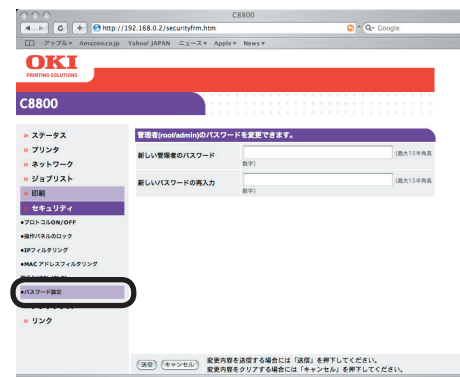 C8800
http://192.168.0.2/securityfrm.htm
Google
アップル▼ Amazon.co.jp Yahoo! JAPAN ニュース▼ Apple▼ News▼
OKI
PRINTING SOLUTIONS
C8800
» ステータス
» プリンタ
» ネットワーク
» ジョブリスト
» 印刷
» セキュリティ
●プロトコルON/OFF
●操作パネルのロック
●IPフィルタリング
●MAC アドレスフィルタリング
●パスワード設定
» リンク
管理者(root/admin)のパスワードを変更できます。
新しい管理者のパスワード
(最大15半角英
数字)
新しいパスワードの再入力
(最大15半角英
数字)
送信 キャンセル
変更内容を送信する場合には「送信」を押下してください。
変更内容をクリアする場合には「キャンセル」を押下してください。